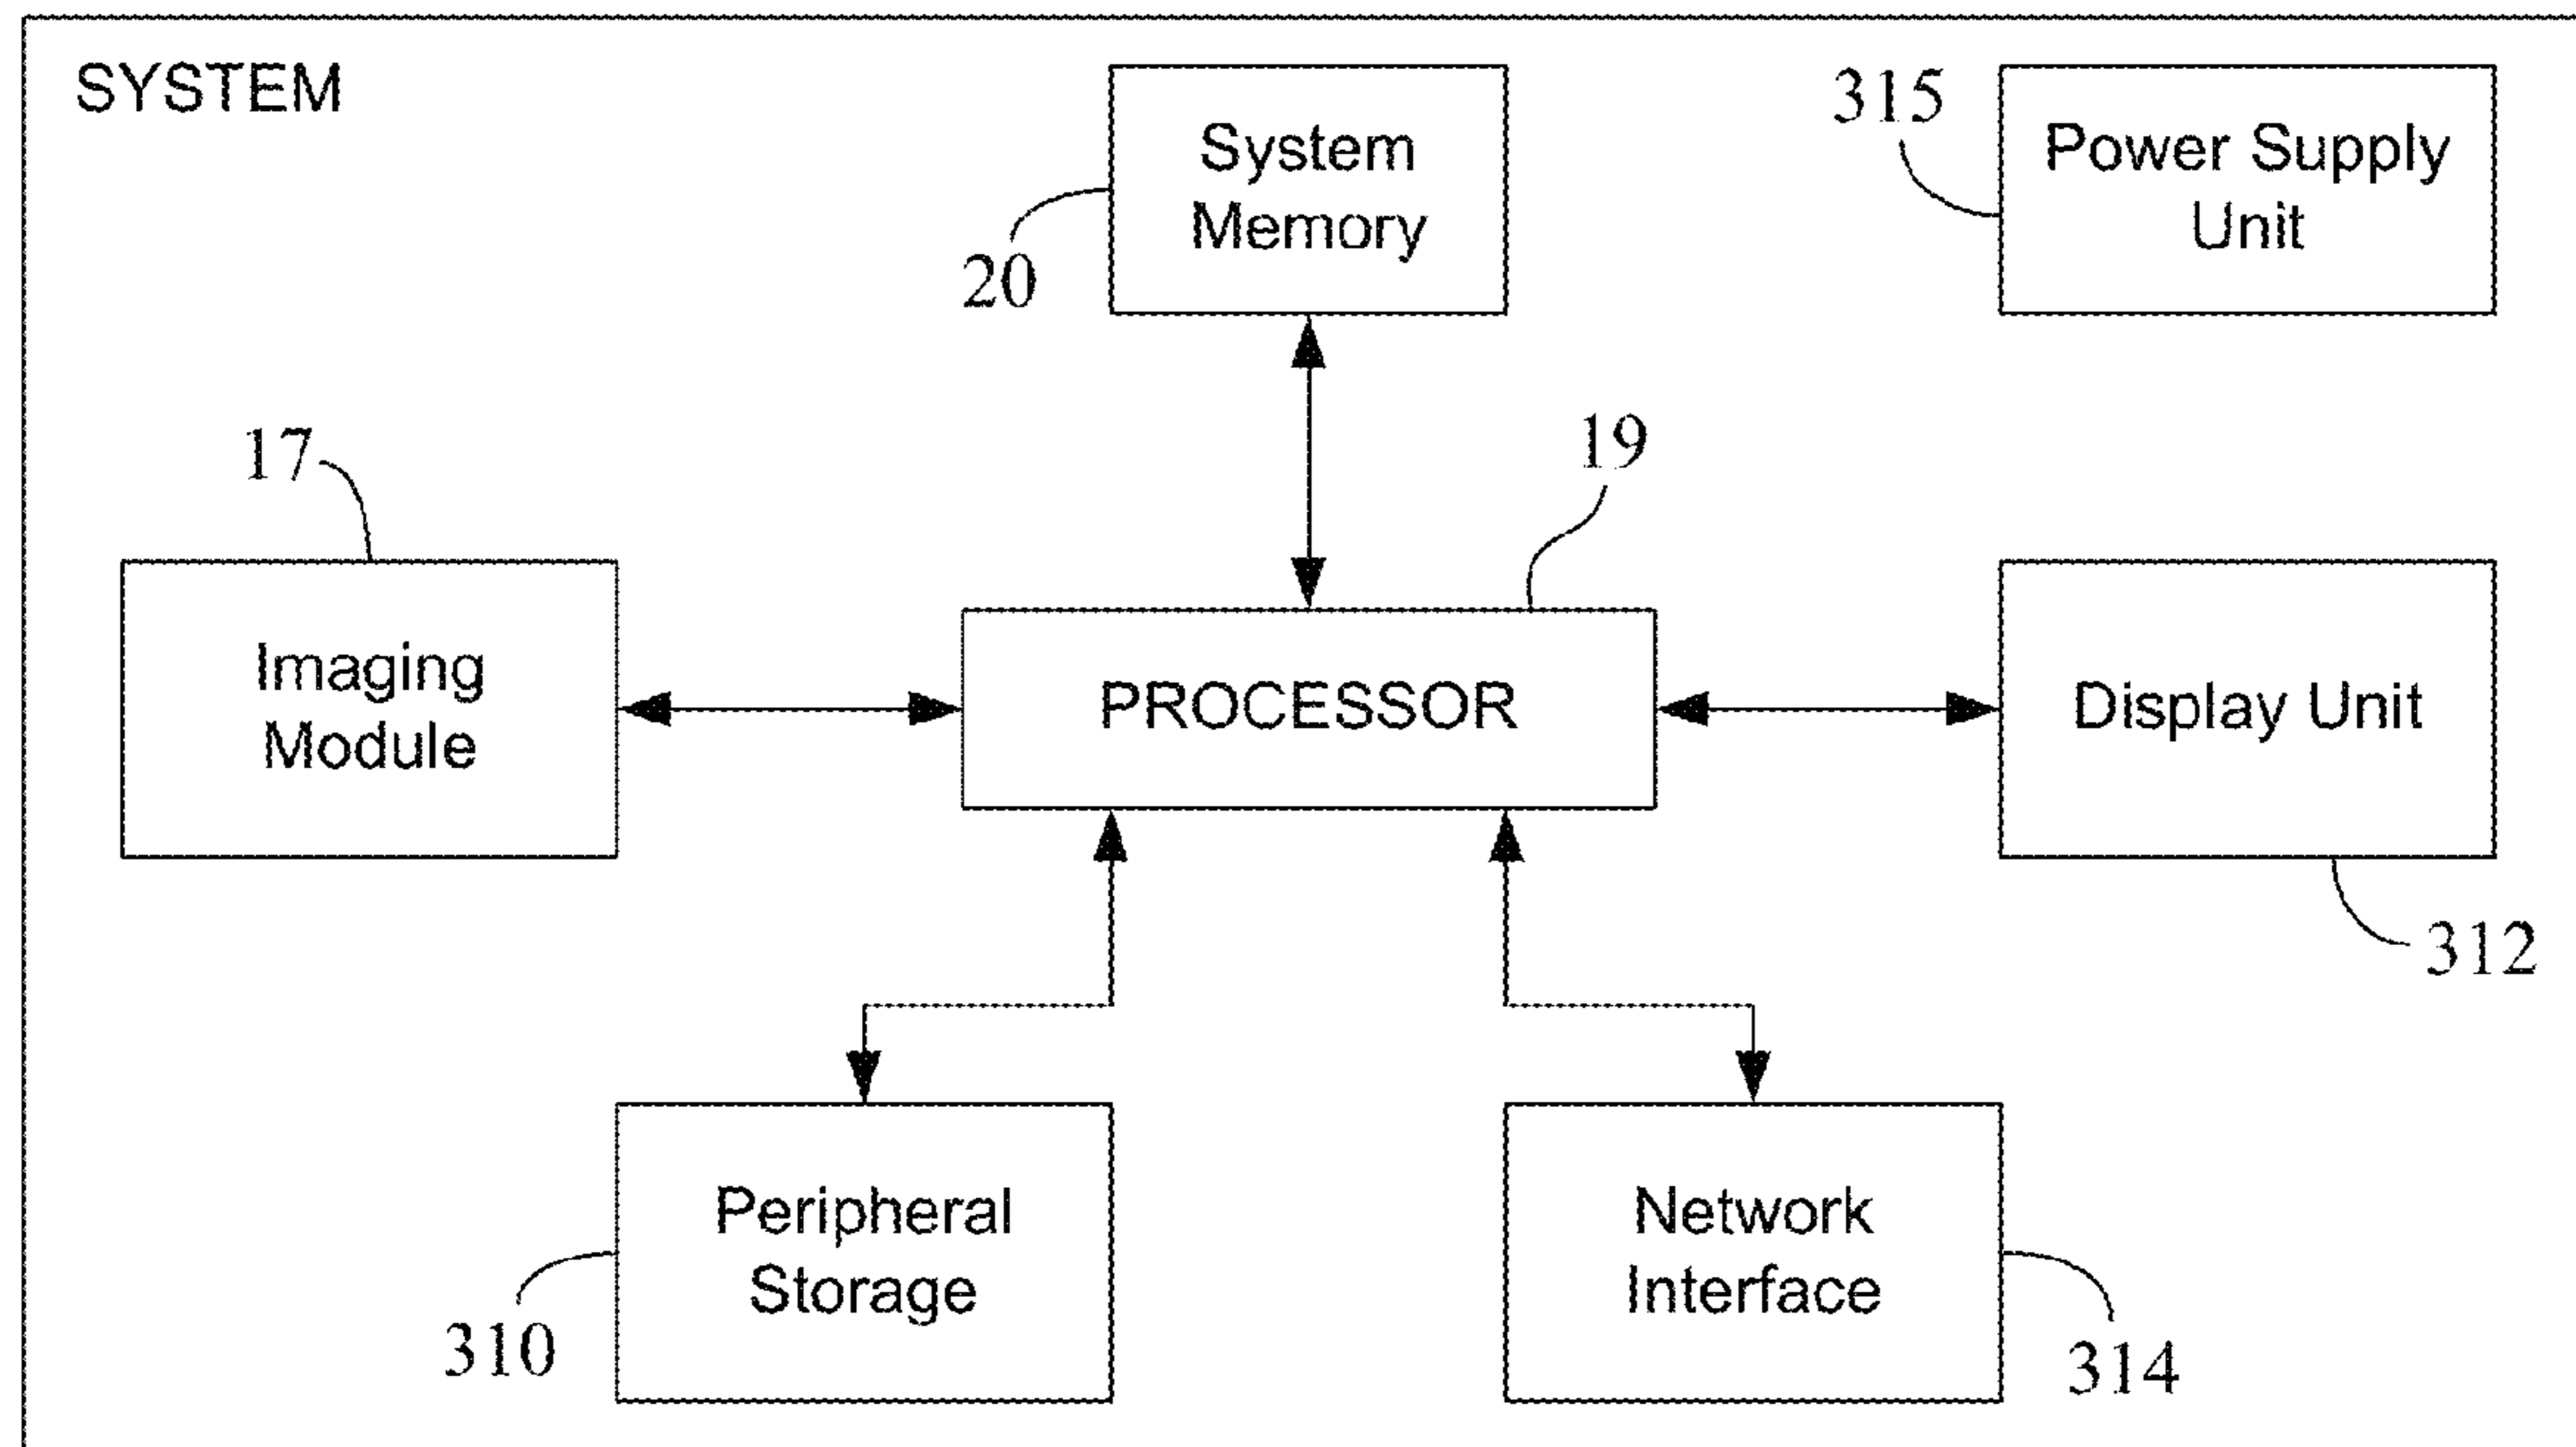 SYSTEM
System
Memory
20
315
Power Supply
Unit
17
Imaging
Module
19
PROCESSOR
Display Unit
312
Peripheral
Storage
310
Network
Interface
314